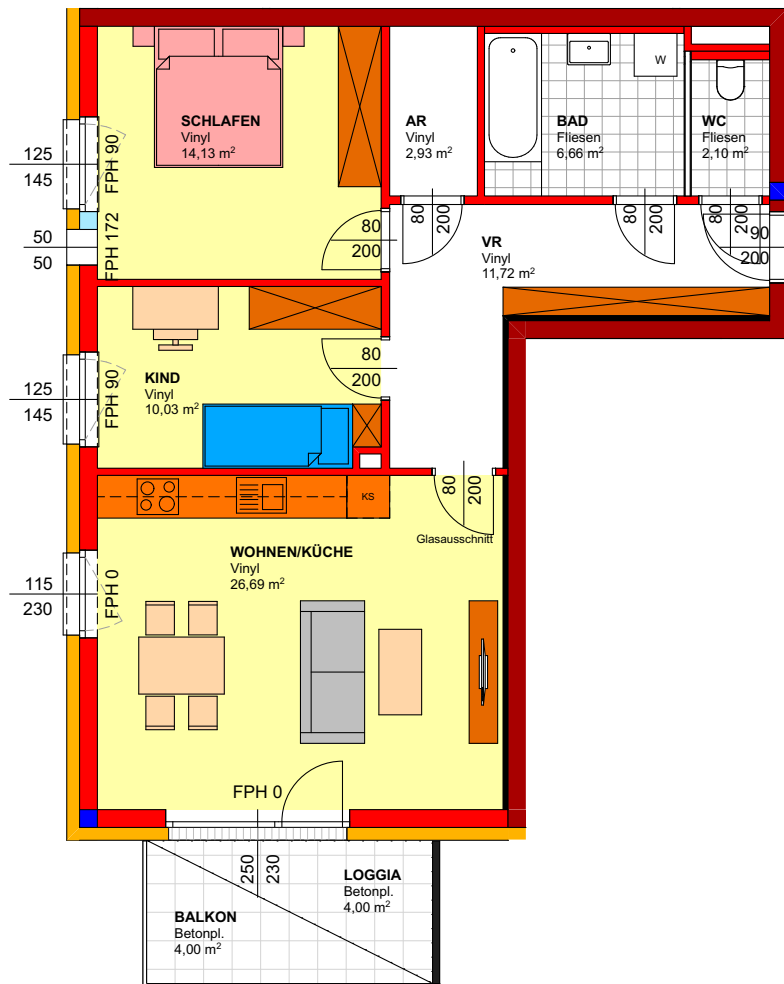 SCHLAFEN
Vinyl
14,13 m²
AR
Vinyl
2,93 m²
BAD
Fliesen
6,66 m²
W
WC
Fliesen
2,10 m²
125
145
FPH 90
50
50
FPH 172
80
200
80
200
80
200
80
200
90
200
VR
Vinyl
11,72 m²
KIND
Vinyl
10,03 m²
125
145
FPH 90
80
200
80
200
Glasausschnitt
KS
WOHNEN/KÜCHE
Vinyl
26,69 m²
115
230
FPH 0
FPH 0
250
230
LOGGIA
Betonpl.
4,00 m²
BALKON
Betonpl.
4,00 m²